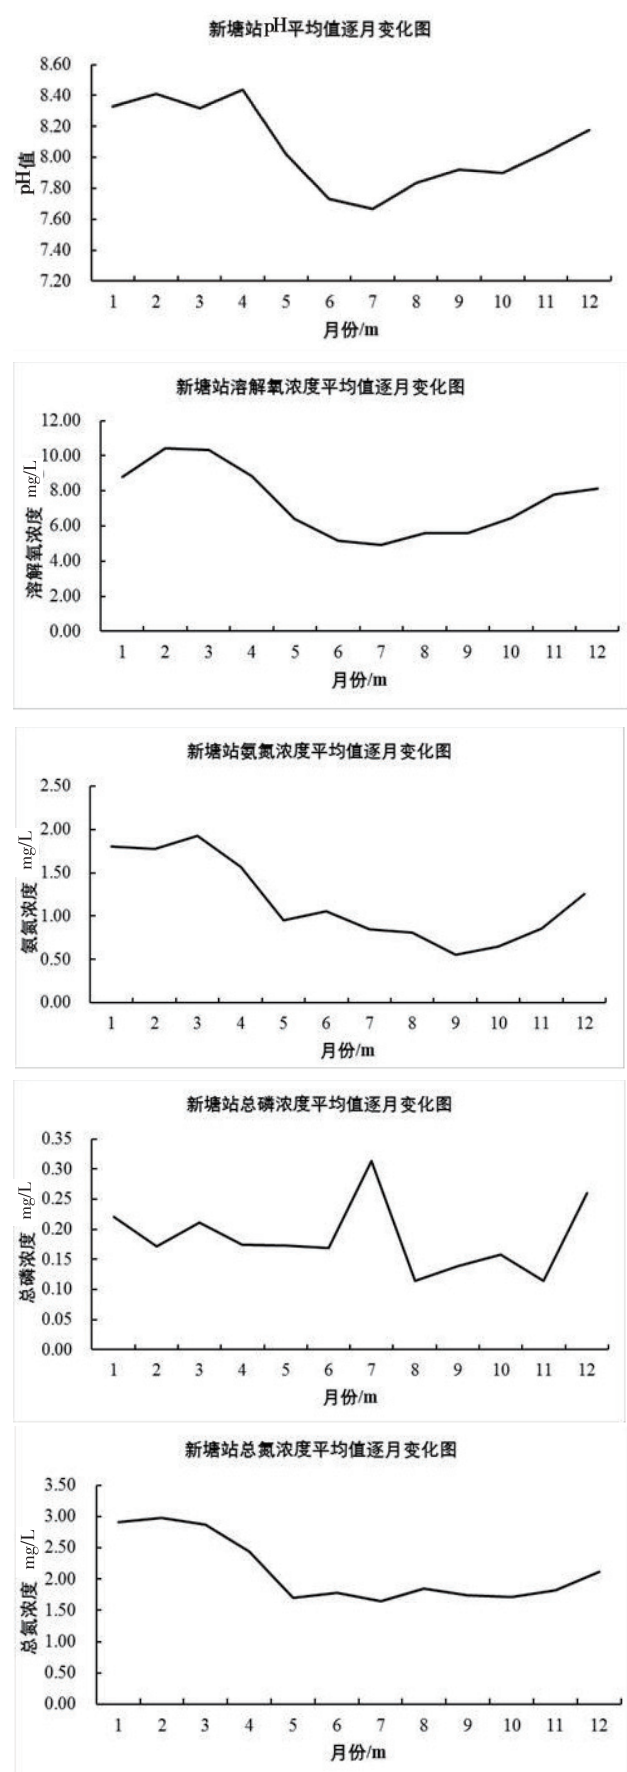 新塘站pH平均值逐月变化图
8.60
8.40
8.20
8.00
7.80
7.60
7.40
7.20
pH值
1 2 3 4 5 6 7 8 9 10 11 12
月份/m
新塘站溶解氧浓度平均值逐月变化图
12.00
10.00
8.00
6.00
4.00
2.00
0.00
溶解氧浓度 mg/L
1 2 3 4 5 6 7 8 9 10 11 12
月份/m
新塘站氨氮浓度平均值逐月变化图
2.50
2.00
1.50
1.00
0.50
0.00
氨氮浓度 mg/L
1 2 3 4 5 6 7 8 9 10 11 12
月份/m
新塘站总磷浓度平均值逐月变化图
0.35
0.30
0.25
0.20
0.15
0.10
0.05
0.00
总磷浓度 mg/L
1 2 3 4 5 6 7 8 9 10 11 12
月份/m
新塘站总氮浓度平均值逐月变化图
3.50
3.00
2.50
2.00
1.50
1.00
0.50
0.00
总氮浓度 mg/L
1 2 3 4 5 6 7 8 9 10 11 12
月份/m